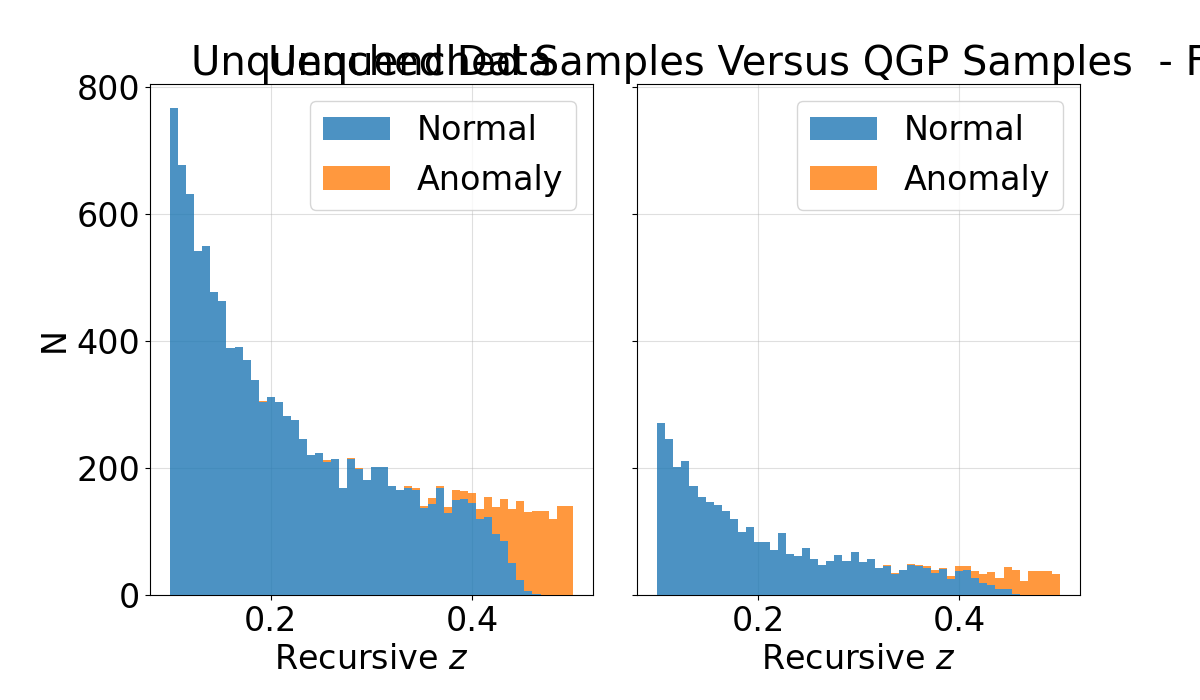 Unquenched Data
Unquenched Samples Versus QGP Samples - F
800
600
400
200
0
N
Normal
Anomaly
0.2
0.4
Recursive z
Normal
Anomaly
0.2
0.4
Recursive z